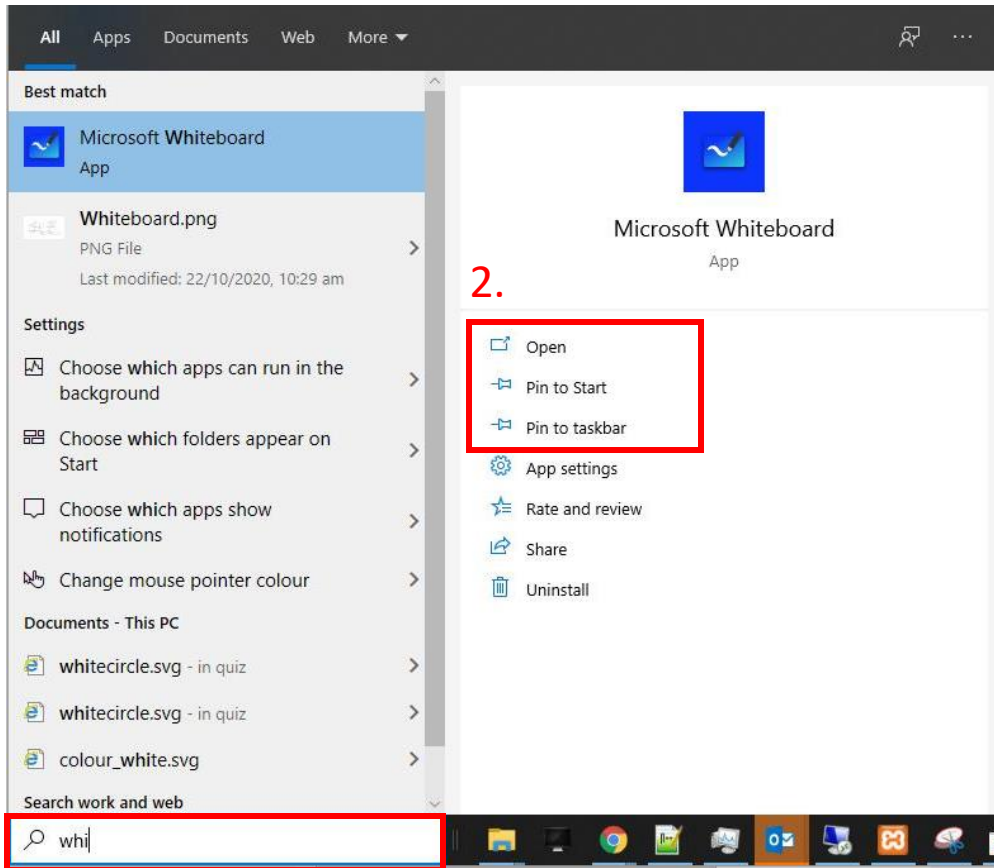 All Apps Documents Web More
Best match
Microsoft Whiteboard
App
Whiteboard.png
PNG File
Last modified: 22/10/2020, 10:29 am
Settings
Choose which apps can run in the
background
Choose which folders appear on
Start
Choose which apps show
notifications
Change mouse pointer colour
Documents - This PC
whitecircle.svg - in quiz
whitecircle.svg - in quiz
colour_white.svg
Search work and web
whi
Microsoft Whiteboard
App
2.
Open
Pin to Start
Pin to taskbar
App settings
Rate and review
Share
Uninstall